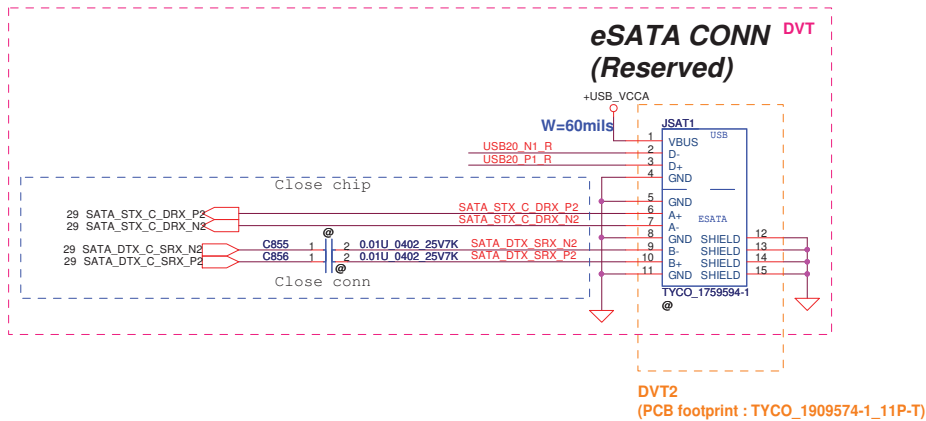 eSATA CONN DVT
(Reserved)
+USB_VCCA
W=60mils
JSAT1
USB
1 VBUS
USB20_N1_R 2 D-
USB20_P1_R 3 D+
4 GND
Close chip
5 GND
29 SATA_STX_C_DRX_P2 SATA_STX_C_DRX_P2 6 A+
29 SATA_STX_C_DRX_N2 SATA_STX_C_DRX_N2 7 A- ESATA
@
8 GND SHIELD 12
29 SATA_DTX_C_SRX_N2 C855 1 2 0.01U_0402_25V7K SATA_DTX_SRX_N2 9 B- SHIELD 13
29 SATA_DTX_C_SRX_P2 C856 1 2 0.01U_0402_25V7K SATA_DTX_SRX_P2 10 B+ SHIELD 14
@
11 GND SHIELD 15
Close conn
TYCO_1759594-1
@
DVT2
(PCB footprint : TYCO_1909574-1_11P-T)